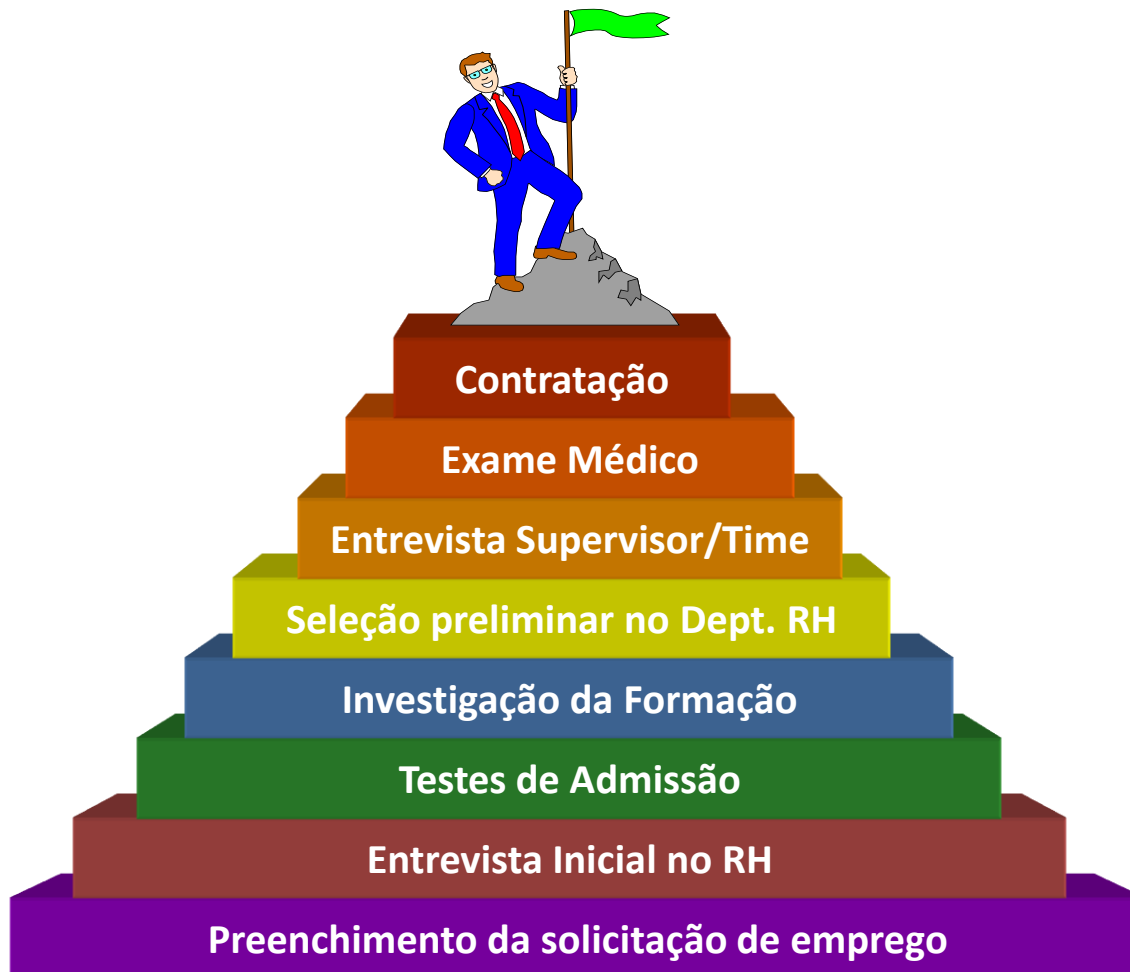 Contratação
Exame Médico
Entrevista Supervisor/Time
Seleção preliminar no Dept. RH
Investigação da Formação
Testes de Admissão
Entrevista Inicial no RH
Preenchimento da solicitação de emprego